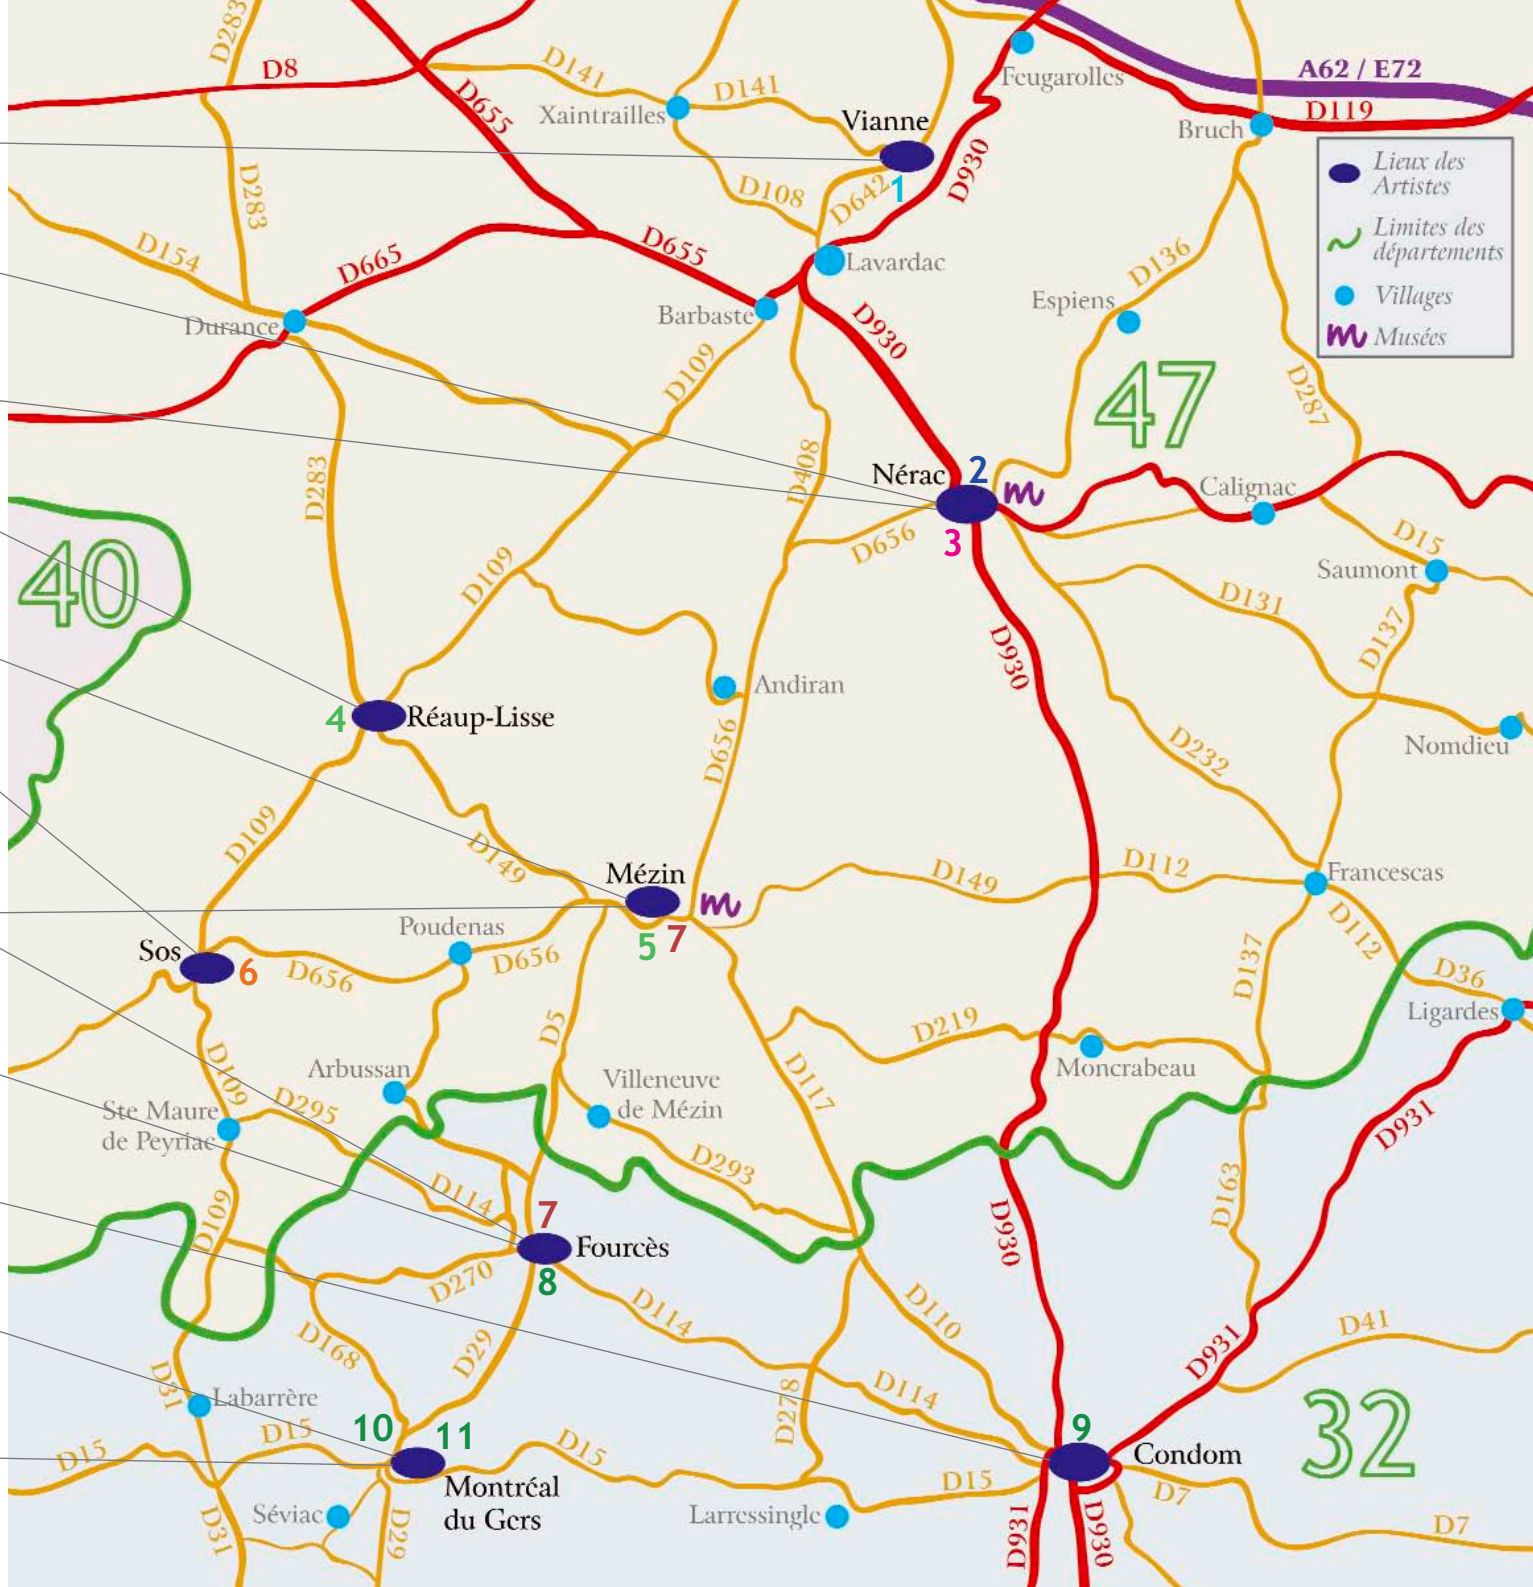 D283
D8
D141
D655
Xaintrailles
D141
Vianne
1
D642
D108
D930
Feugarolles
A62 / E72
D119
Bruch
Lieux des
Artistes
Limites des
départements
Villages
m Musées
D283
D154
D665
D655
Lavardac
Durance
Barbaste
D930
Espiens
D136
D109
47
D287
D283
D408
Nérac
2
m
3
D656
Calignac
D15
Saumont
40
D109
D131
D137
D930
Andiran
4
Réaup-Lisse
D656
D232
Nomdieu
D109
D149
Mézin
m
5
7
D149
D112
Francescas
D112
Sos
6
D656
Poudenas
D656
D137
D36
Ligardes
D5
D219
Moncrabeau
D109
Arbussan
Villeneuve
de Mézin
D117
Ste Maure
de Peyriac
D295
D293
D931
D114
D163
D109
7
Fourcès
8
D930
D270
D114
D110
D168
D29
D931
D41
D31
Labarrère
D278
D114
32
10
11
9
D15
D15
D15
Condom
Montréal
du Gers
D15
D7
Séviac
Larressingle
D31
D29
D931
D930
D7